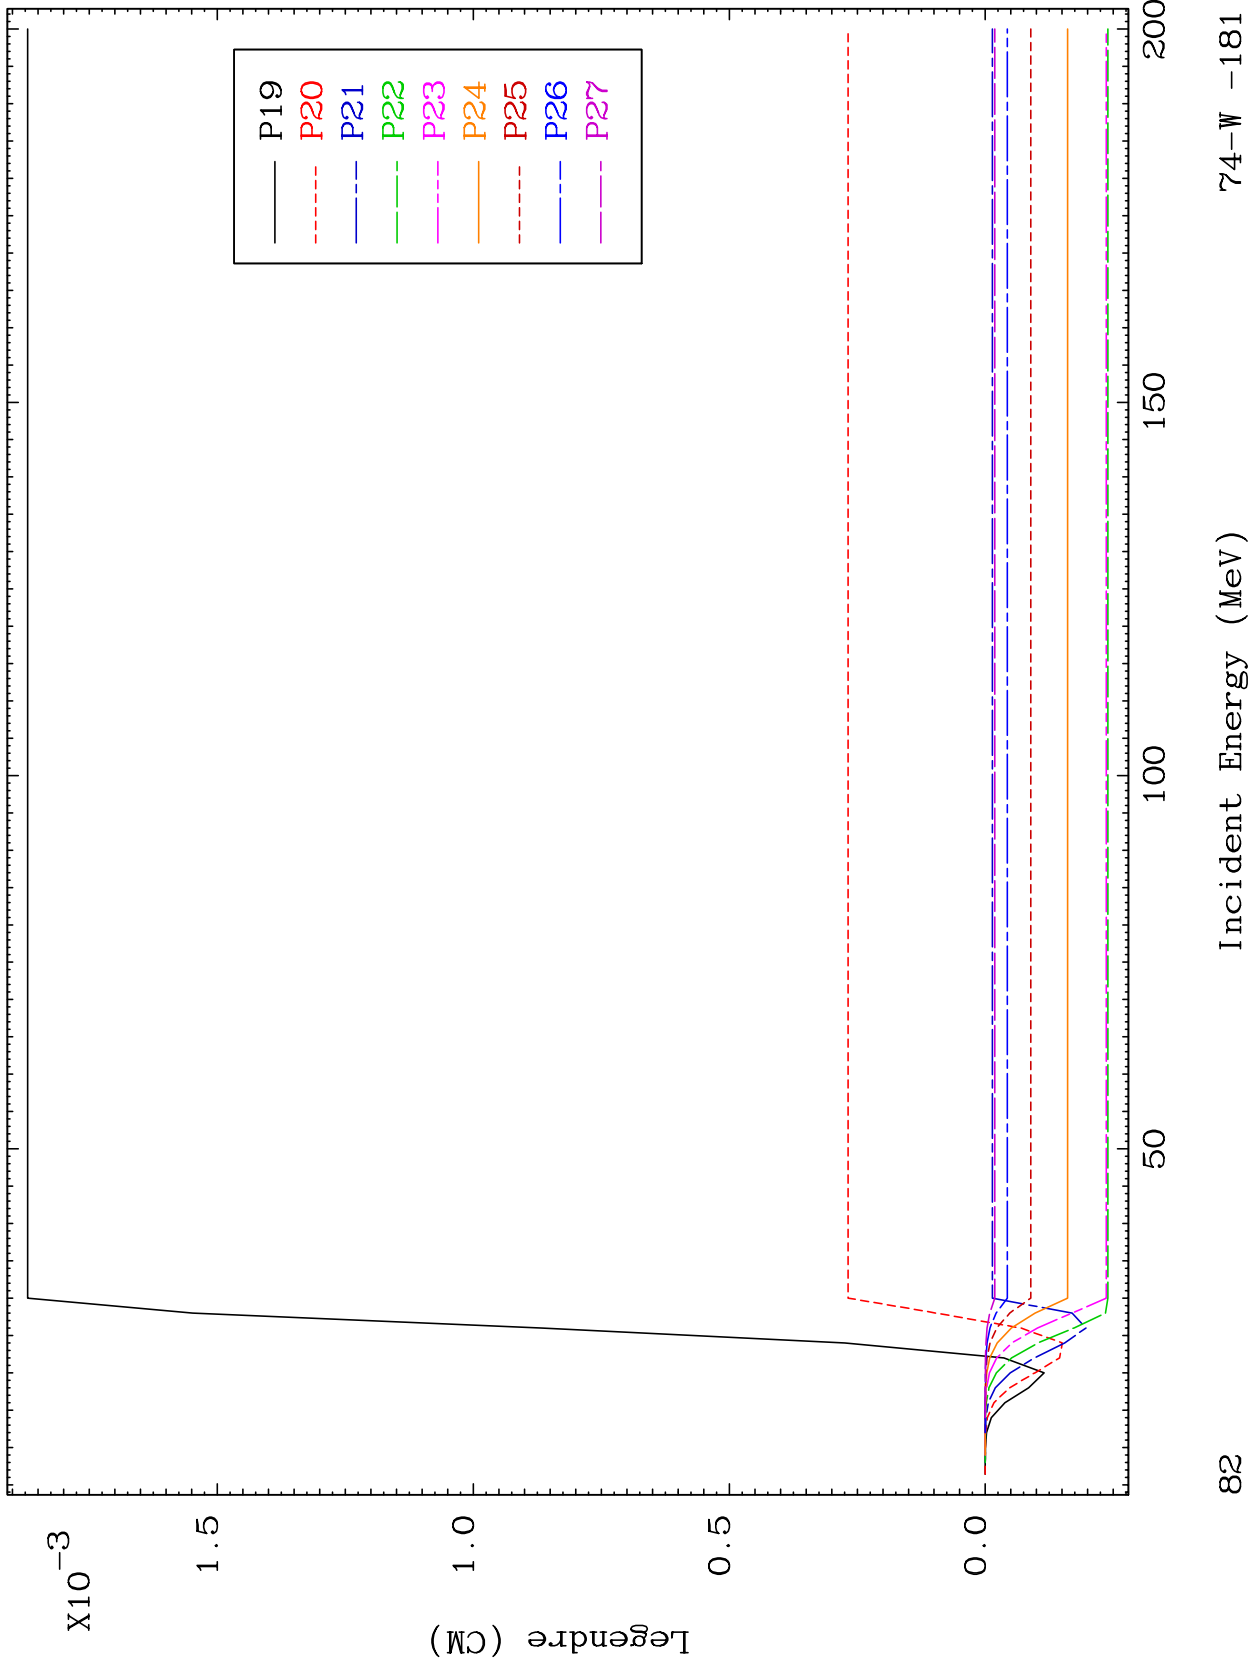 X10-3
1.5
1.0
0.5
0.0
Legendre (CM)
P19
P20
P21
P22
P23
P24
P25
P26
P27
50
100
150
200
82
Incident Energy (MeV)
74-W -181